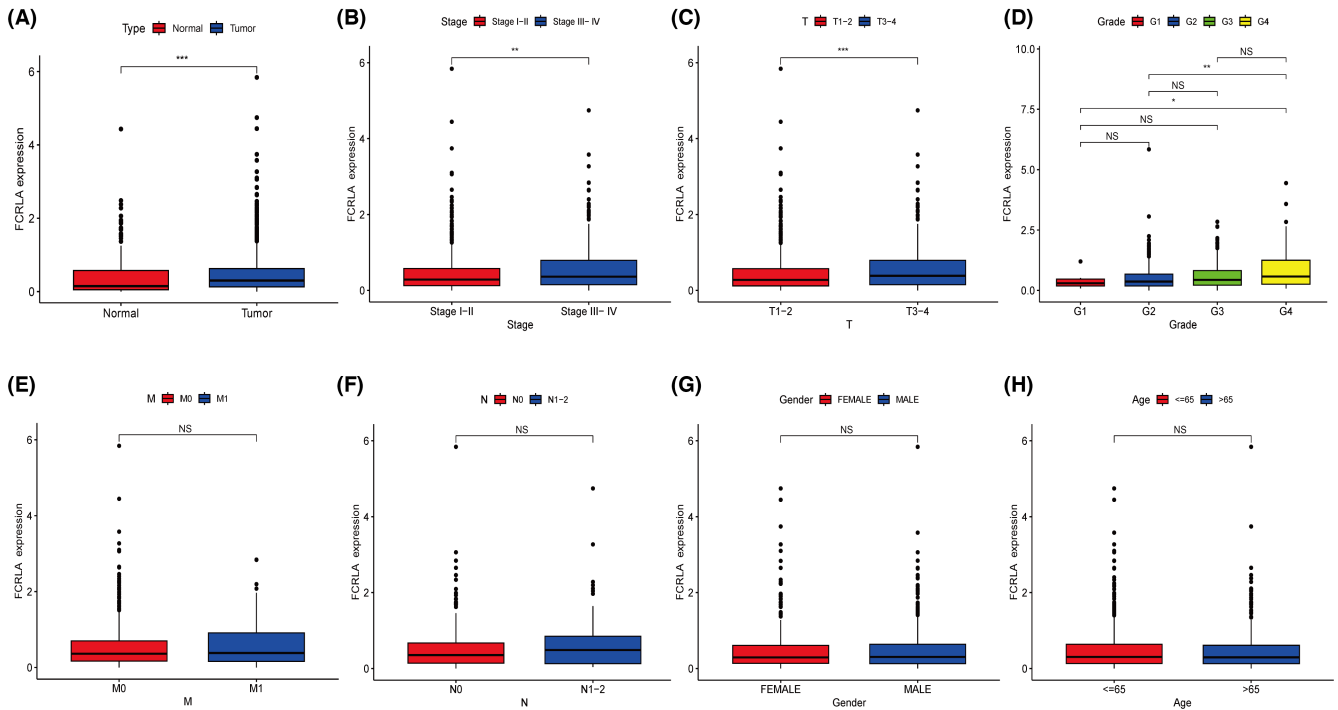 (A)
Type Normal Tumor
***
FCRLA expression
6
4
2
0
Normal Tumor
(B)
Stage Stage I-II Stage III- IV
**
FCRLA expression
6
4
2
0
Stage I-II Stage III- IV
Stage
(C)
T T1-2 T3-4
***
FCRLA expression
6
4
2
0
T1-2 T3-4
T
(D)
Grade G1 G2 G3 G4
NS
**
NS
*
NS
NS
FCRLA expression
10.0
7.5
5.0
2.5
0.0
G1 G2 G3 G4
Grade
(E)
M M0 M1
NS
FCRLA expression
6
4
2
0
M0 M1
M
(F)
N N0 N1-2
NS
FCRLA expression
6
4
2
0
N0 N1-2
N
(G)
Gender FEMALE MALE
NS
FCRLA expression
6
4
2
0
FEMALE MALE
Gender
(H)
Age <=65 >65
NS
FCRLA expression
6
4
2
0
<=65 >65
Age